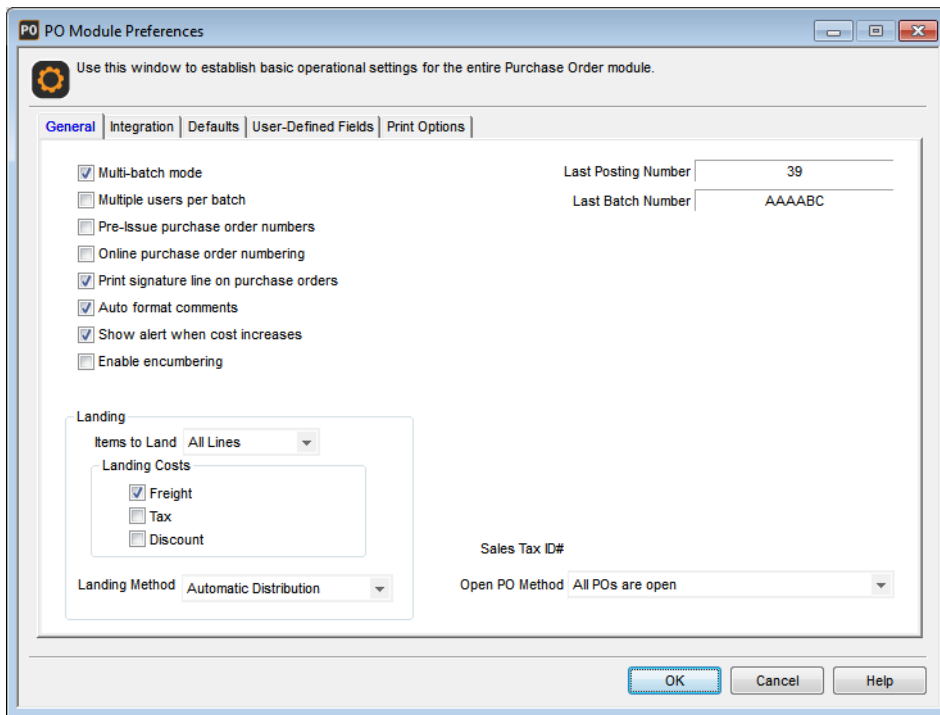 PO PO Module Preferences
Use this window to establish basic operational settings for the entire Purchase Order module.
General Integration Defaults User-Defined Fields Print Options
Multi-batch mode
Last Posting Number 39
Multiple users per batch
Last Batch Number AAAABC
Pre-Issue purchase order numbers
Online purchase order numbering
Print signature line on purchase orders
Auto format comments
Show alert when cost increases
Enable encumbering
Landing
Items to Land All Lines
Landing Costs
Freight
Tax
Discount
Sales Tax ID#
Landing Method Automatic Distribution
Open PO Method All POs are open
OK Cancel Help